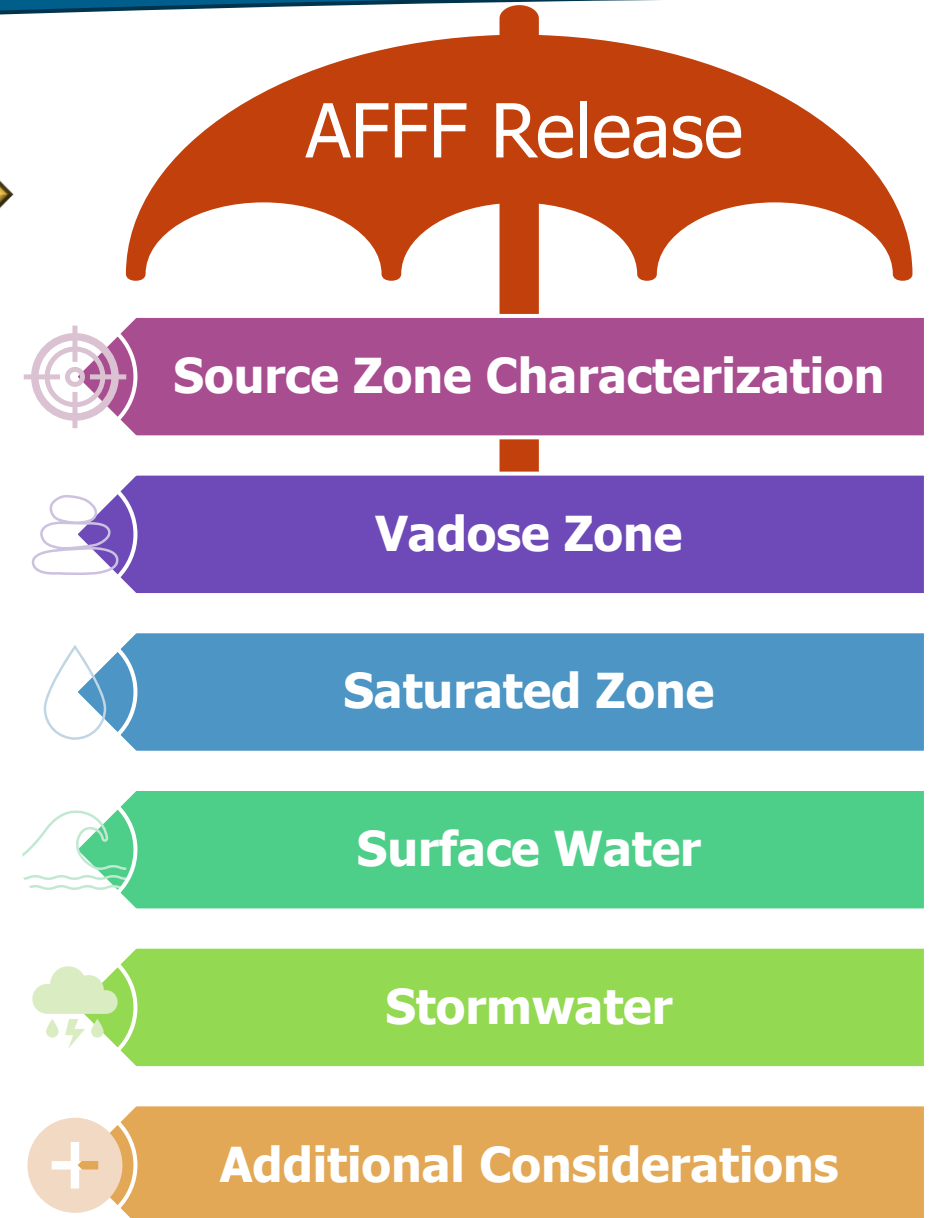 AFFF Release
Source Zone Characterization
Vadose Zone
Saturated Zone
Surface Water
Stormwater
Additional Considerations